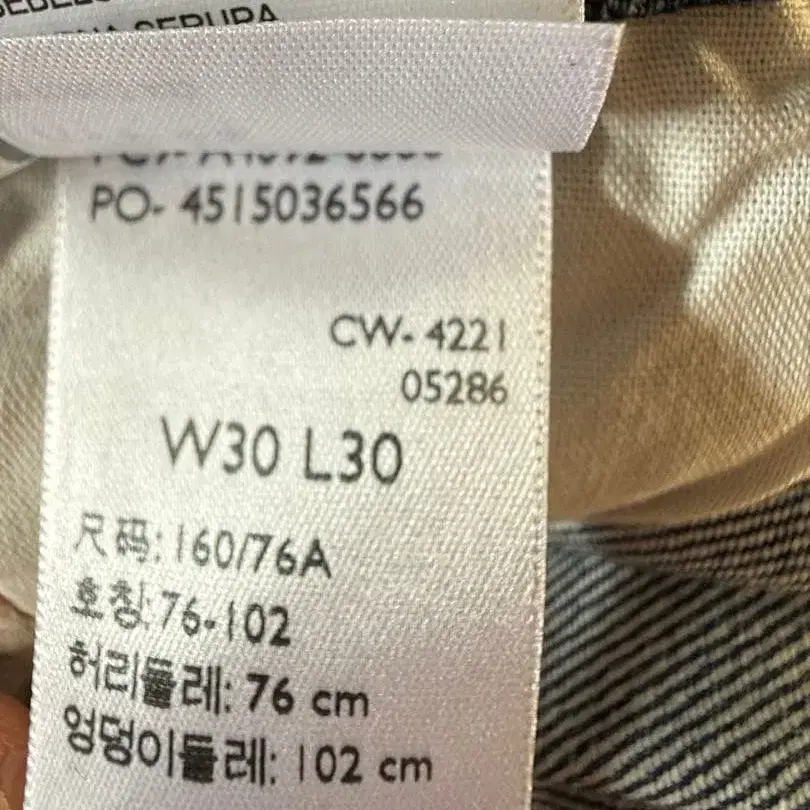 SERUPA
PO- 4515036566
CW- 4221
05286
W30 L30
尺码: 160/76A
호칭: 76-102
허리둘레: 76 cm
엉덩이둘레: 102 cm